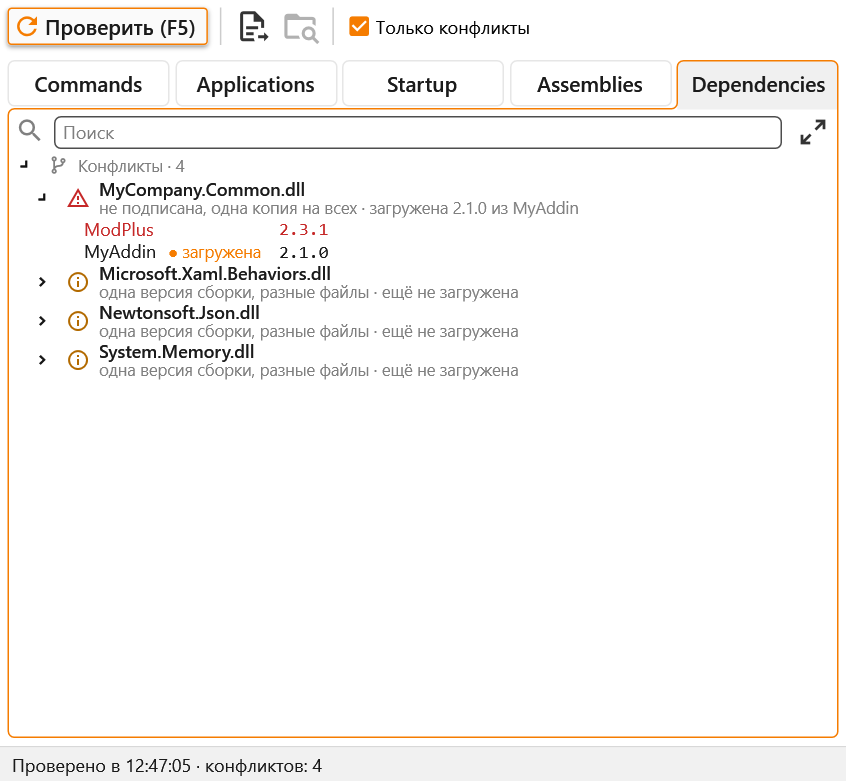 Проверить (F5)
Только конфликты
Commands
Applications
Startup
Assemblies
Dependencies
Поиск
Конфликты · 4
MyCompany.Common.dll
не подписана, одна копия на всех · загружена 2.1.0 из MyAddin
ModPlus 2.3.1
MyAddin ● загружена 2.1.0
Microsoft.Xaml.Behaviors.dll
одна версия сборки, разные файлы · ещё не загружена
Newtonsoft.Json.dll
одна версия сборки, разные файлы · ещё не загружена
System.Memory.dll
одна версия сборки, разные файлы · ещё не загружена
Проверено в 12:47:05 · конфликтов: 4